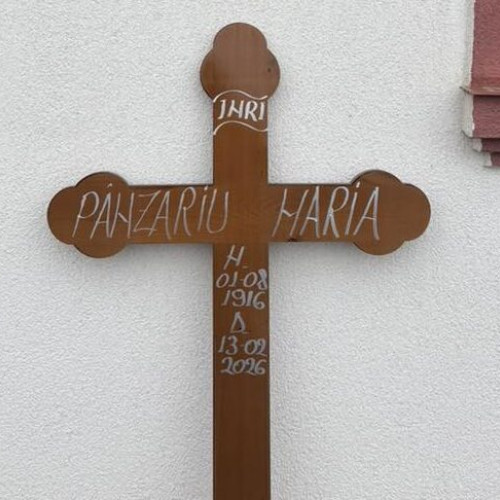 INRI
PÂNZARIU MARIA
N.
01-08
1916
D.
13-02
2026